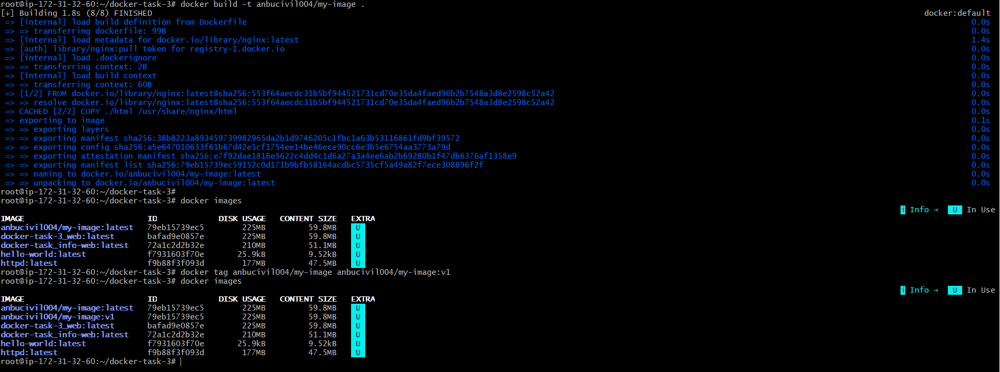 root@ip-172-31-32-60:~/docker-task-3# docker build -t anbucivil004/my-image .
[+] Building 1.8s (8/8) FINISHED docker:default
=> [internal] load build definition from Dockerfile 0.0s
=> => transferring dockerfile: 99B 0.0s
=> [internal] load metadata for docker.io/library/nginx:latest 1.4s
=> [auth] library/nginx:pull token for registry-1.docker.io 0.0s
=> [internal] load .dockerignore 0.0s
=> => transferring context: 2B 0.0s
=> [internal] load build context 0.0s
=> => transferring context: 60B 0.0s
=> [1/2] FROM docker.io/library/nginx:latest@sha256:553f64aecdc31b5bf944521731cd70e35da4faed96b2b7548a3d8e2598c52a42 0.0s
=> => resolve docker.io/library/nginx:latest@sha256:553f64aecdc31b5bf944521731cd70e35da4faed96b2b7548a3d8e2598c52a42 0.0s
=> CACHED [2/2] COPY ./html /usr/share/nginx/html 0.0s
=> exporting to image 0.1s
=> => exporting layers 0.0s
=> => exporting manifest sha256:38b8223a893459739982965da2b1d9746205c1fbc1a63b53116861fd9bf39572 0.0s
=> => exporting config sha256:a5e647010633f61b67d42e5cf1754ee14be46ece90cc6e3b5e6754aa3773a79d 0.0s
=> => exporting attestation manifest sha256:e7f92dae1816e5622c4dd4c1d6a27a3a4ee6ab2b69280b1f47db6376af1358e9 0.0s
=> => exporting manifest list sha256:79eb15739ec59152c0d171b9bfb58164acdbc5735cf5a49a82f7ece308896f2f 0.0s
=> => naming to docker.io/anbucivil004/my-image:latest 0.0s
=> => unpacking to docker.io/anbucivil004/my-image:latest 0.0s
root@ip-172-31-32-60:~/docker-task-3#
root@ip-172-31-32-60:~/docker-task-3# docker images
i Info → U In Use
IMAGE ID DISK USAGE CONTENT SIZE EXTRA
anbucivil004/my-image:latest 79eb15739ec5 225MB 59.8MB U
docker-task-3_web:latest bafad9e0857e 225MB 59.8MB U
docker-task_info-web:latest 72a1c2d2b32e 210MB 51.1MB U
hello-world:latest f7931603f70e 25.9kB 9.52kB U
httpd:latest f9b88f3f093d 177MB 47.5MB U
root@ip-172-31-32-60:~/docker-task-3# docker tag anbucivil004/my-image anbucivil004/my-image:v1
root@ip-172-31-32-60:~/docker-task-3# docker images
i Info → U In Use
IMAGE ID DISK USAGE CONTENT SIZE EXTRA
anbucivil004/my-image:latest 79eb15739ec5 225MB 59.8MB U
anbucivil004/my-image:v1 79eb15739ec5 225MB 59.8MB U
docker-task-3_web:latest bafad9e0857e 225MB 59.8MB U
docker-task_info-web:latest 72a1c2d2b32e 210MB 51.1MB U
hello-world:latest f7931603f70e 25.9kB 9.52kB U
httpd:latest f9b88f3f093d 177MB 47.5MB U
root@ip-172-31-32-60:~/docker-task-3#